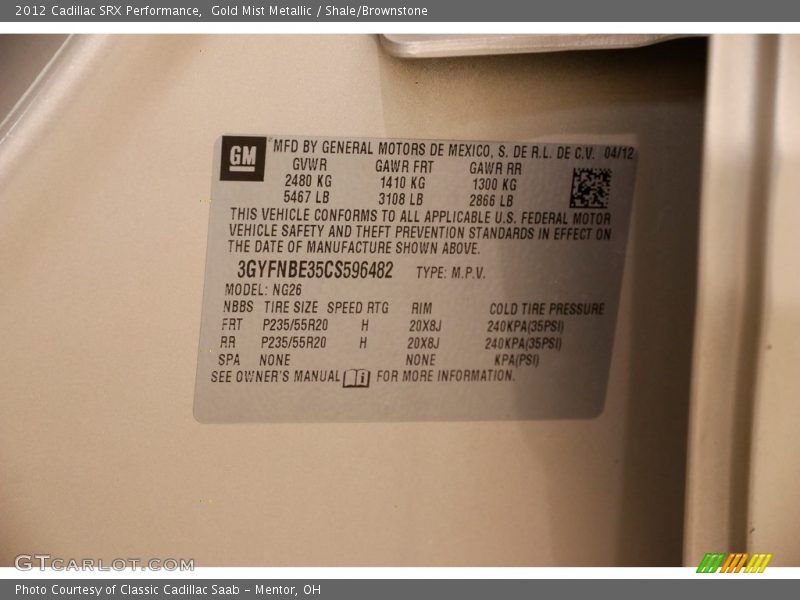 2012 Cadillac SRX Performance, Gold Mist Metallic / Shale/Brownstone
GM MFD BY GENERAL MOTORS DE MEXICO, S. DE R.L. DE C.V. 04/12
GVWR GAWR FRT GAWR RR
2480 KG 1410 KG 1300 KG
5467 LB 3108 LB 2866 LB
THIS VEHICLE CONFORMS TO ALL APPLICABLE U.S. FEDERAL MOTOR
VEHICLE SAFETY AND THEFT PREVENTION STANDARDS IN EFFECT ON
THE DATE OF MANUFACTURE SHOWN ABOVE.
3GYFNBE35CS596482 TYPE: M.P.V.
MODEL: NG26
NBBS TIRE SIZE SPEED RTG RIM COLD TIRE PRESSURE
FRT P235/55R20 H 20X8J 240KPA(35PSI)
RR P235/55R20 H 20X8J 240KPA(35PSI)
SPA NONE NONE KPA(PSI)
SEE OWNER'S MANUAL i FOR MORE INFORMATION.
GTCARLOT.COM
Photo Courtesy of Classic Cadillac Saab - Mentor, OH